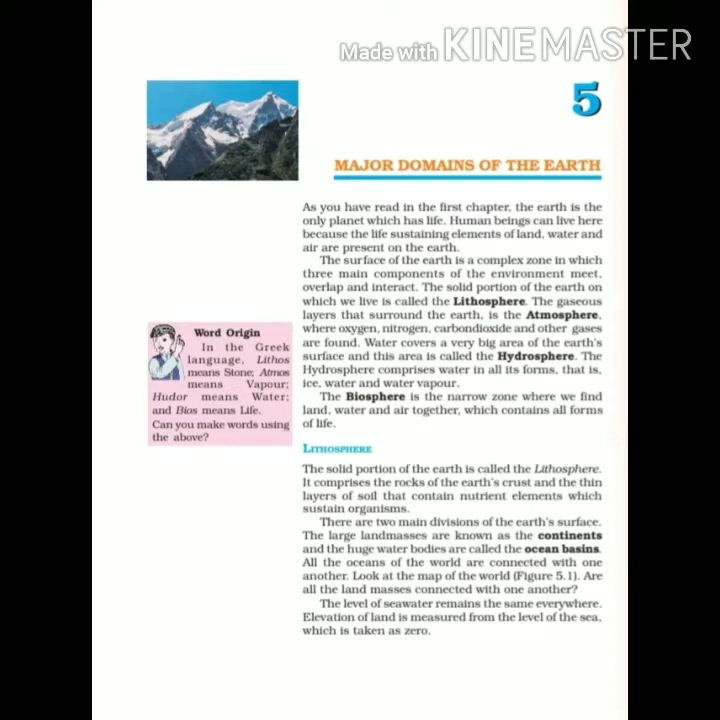 Made with KINEMASTER
5
MAJOR DOMAINS OF THE EARTH
As you have read in the first chapter, the earth is the
only planet which has life. Human beings can live here
because the life sustaining elements of land, water and
air are present on the earth.
The surface of the earth is a complex zone in which
three main components of the environment meet,
overlap and interact. The solid portion of the earth on
which we live is called the Lithosphere. The gaseous
layers that surround the earth, is the Atmosphere,
where oxygen, nitrogen, carbondioxide and other gases
are found. Water covers a very big area of the earth's
surface and this area is called the Hydrosphere. The
Hydrosphere comprises water in all its forms, that is,
ice, water and water vapour.
The Biosphere is the narrow zone where we find
land, water and air together, which contains all forms
of life.
Word Origin
In the Greek
language, Lithos
means Stone; Atmos
means Vapour;
Hudor means Water;
and Bios means Life.
Can you make words using
the above?
LITHOSPHERE
The solid portion of the earth is called the Lithosphere.
It comprises the rocks of the earth's crust and the thin
layers of soil that contain nutrient elements which
sustain organisms.
There are two main divisions of the earth's surface.
The large landmasses are known as the continents
and the huge water bodies are called the ocean basins.
All the oceans of the world are connected with one
another. Look at the map of the world (Figure 5.1). Are
all the land masses connected with one another?
The level of seawater remains the same everywhere.
Elevation of land is measured from the level of the sea,
which is taken as zero.